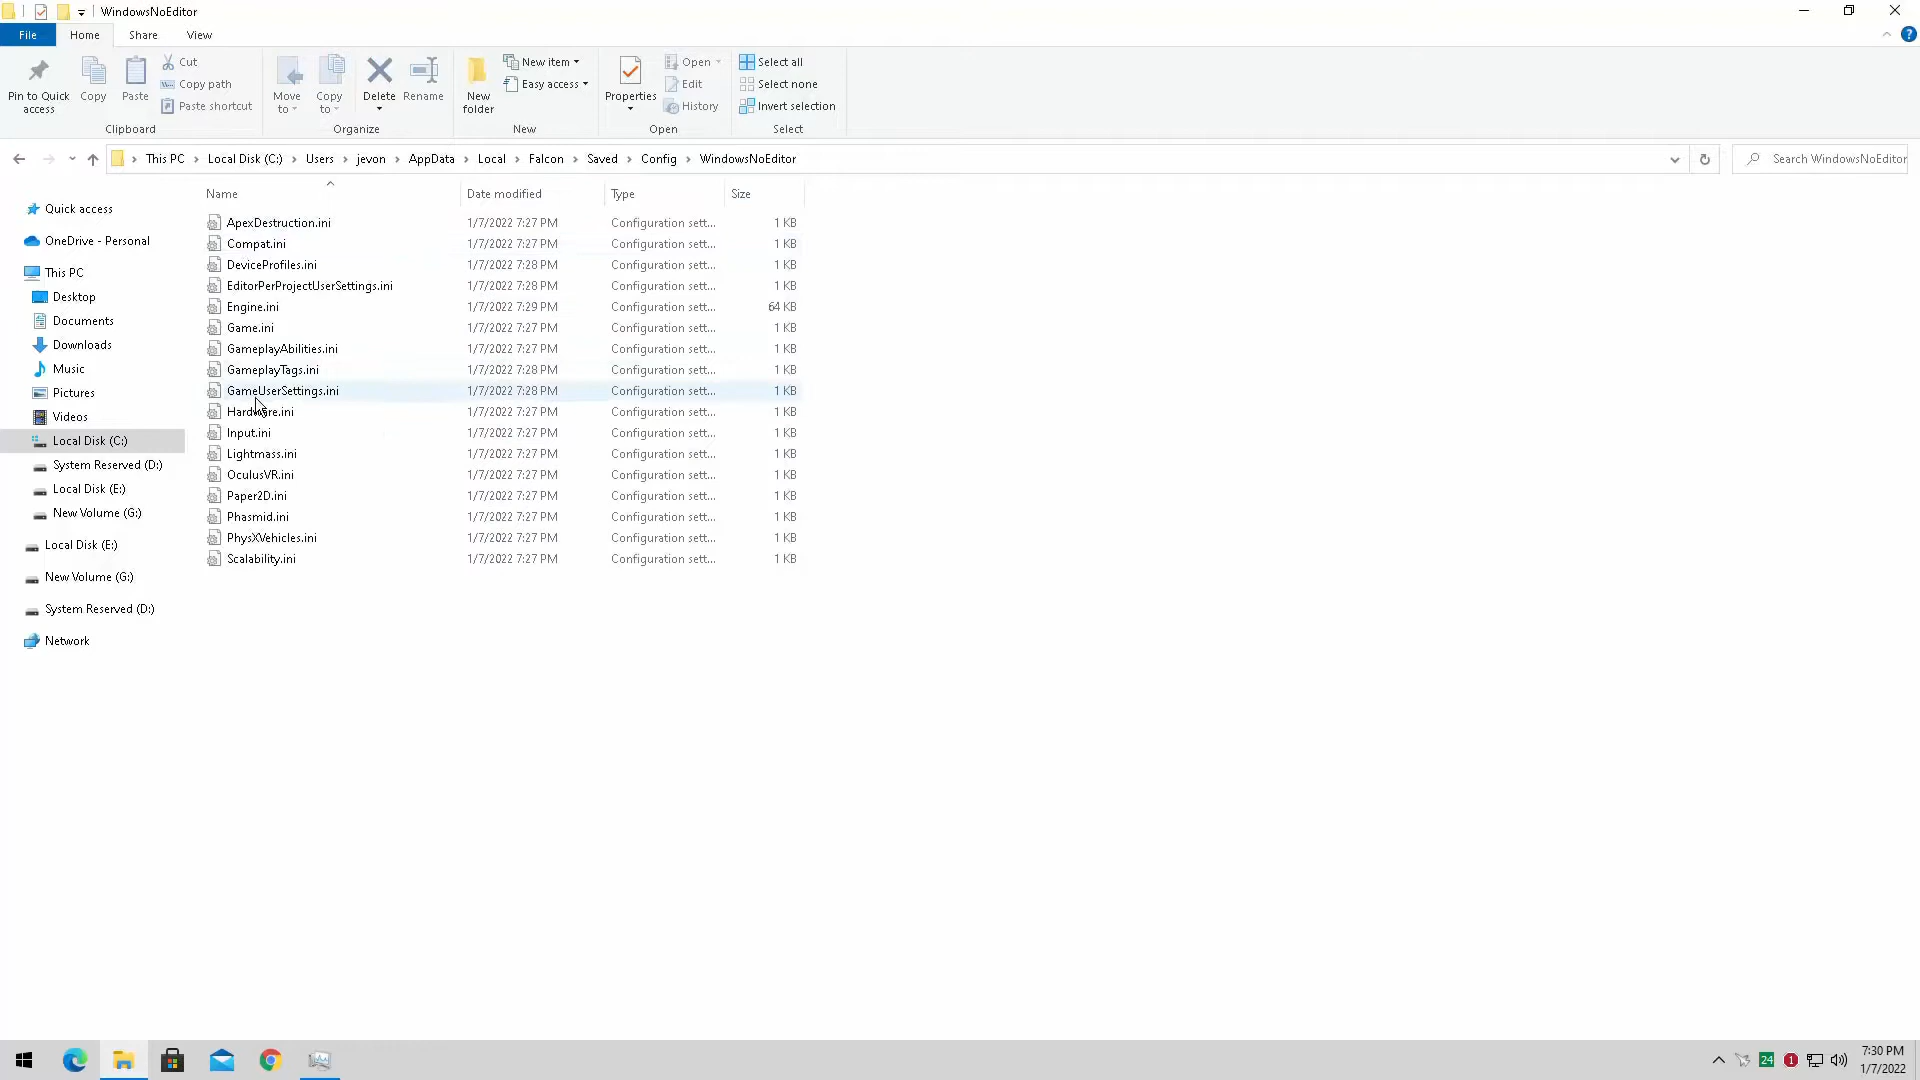 WindowsNoEditor
File Home Share View
Pin to Quick access
Copy
Paste
Cut
Copy path
Paste shortcut
Clipboard
Move to
Copy to
Delete
Rename
Organize
New folder
New item
Easy access
New
Properties
Open
Edit
History
Open
Select all
Select none
Invert selection
Select
This PC > Local Disk (C:) > Users > jevon > AppData > Local > Falcon > Saved > Config > WindowsNoEditor
Search WindowsNoEditor
Quick access
OneDrive - Personal
This PC
Desktop
Documents
Downloads
Music
Pictures
Videos
Local Disk (C:)
System Reserved (D:)
Local Disk (E:)
New Volume (G:)
Local Disk (E:)
New Volume (G:)
System Reserved (D:)
Network
Name Date modified Type Size
ApexDestruction.ini 1/7/2022 7:27 PM Configuration sett... 1 KB
Compat.ini 1/7/2022 7:27 PM Configuration sett... 1 KB
DeviceProfiles.ini 1/7/2022 7:28 PM Configuration sett... 1 KB
EditorPerProjectUserSettings.ini 1/7/2022 7:28 PM Configuration sett... 1 KB
Engine.ini 1/7/2022 7:29 PM Configuration sett... 64 KB
Game.ini 1/7/2022 7:27 PM Configuration sett... 1 KB
GameplayAbilities.ini 1/7/2022 7:27 PM Configuration sett... 1 KB
GameplayTags.ini 1/7/2022 7:28 PM Configuration sett... 1 KB
GameUserSettings.ini 1/7/2022 7:28 PM Configuration sett... 1 KB
Hardware.ini 1/7/2022 7:27 PM Configuration sett... 1 KB
Input.ini 1/7/2022 7:27 PM Configuration sett... 1 KB
Lightmass.ini 1/7/2022 7:27 PM Configuration sett... 1 KB
OculusVR.ini 1/7/2022 7:27 PM Configuration sett... 1 KB
Paper2D.ini 1/7/2022 7:27 PM Configuration sett... 1 KB
Phasmid.ini 1/7/2022 7:27 PM Configuration sett... 1 KB
PhysXVehicles.ini 1/7/2022 7:27 PM Configuration sett... 1 KB
Scalability.ini 1/7/2022 7:27 PM Configuration sett... 1 KB
24
1
7:30 PM
1/7/2022